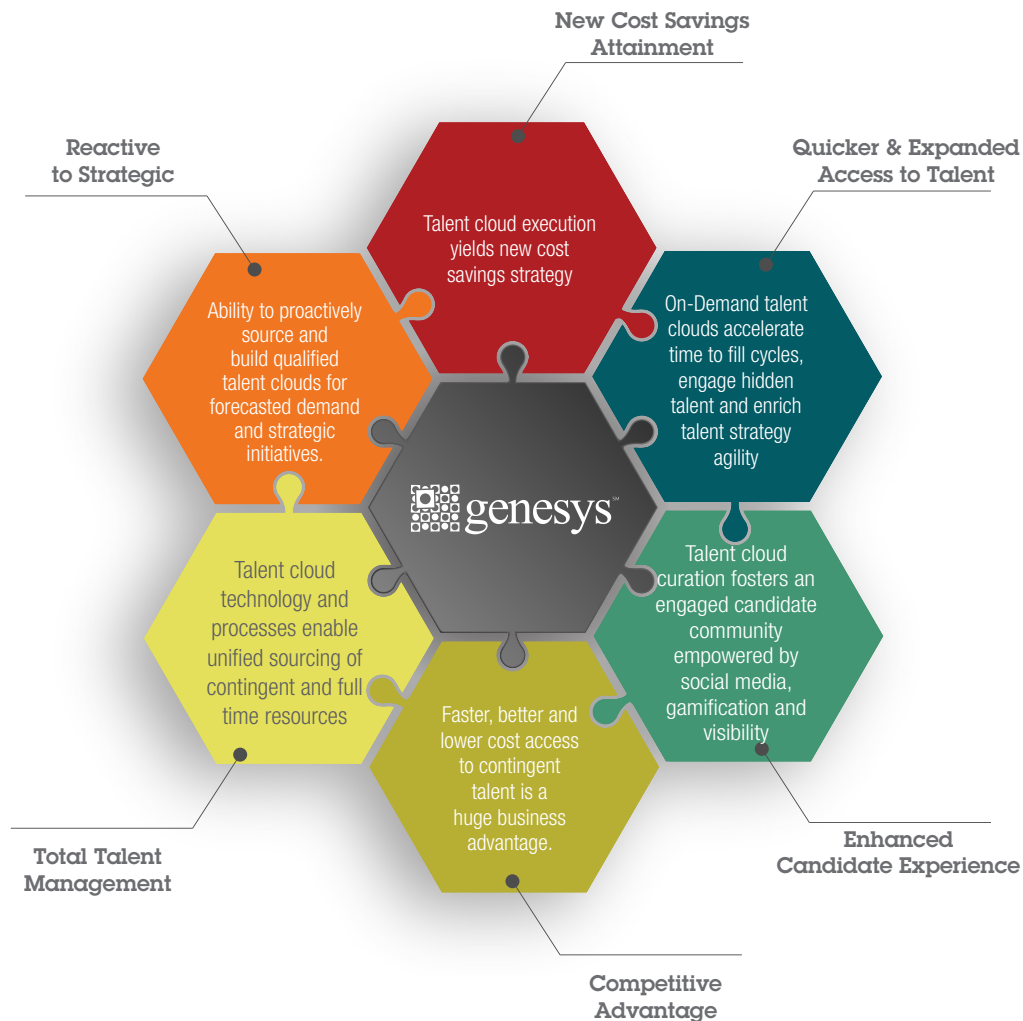 New Cost Savings
Attainment
Talent cloud execution
yields new cost
savings strategy
Quicker & Expanded
Access to Talent
On-Demand talent
clouds accelerate
time to fill cycles,
engage hidden
talent and enrich
talent strategy
agility
Talent cloud
curation fosters an
engaged candidate
community
empowered by
social media,
gamification and
visibility
Enhanced
Candidate Experience
Faster, better and
lower cost access
to contingent
talent is a
huge business
advantage.
Competitive
Advantage
Talent cloud
technology and
processes enable
unified sourcing of
contingent and full
time resources
Total Talent
Management
Reactive
to Strategic
Ability to proactively
source and
build qualified
talent clouds for
forecasted demand
and strategic
initiatives.
genesys℠